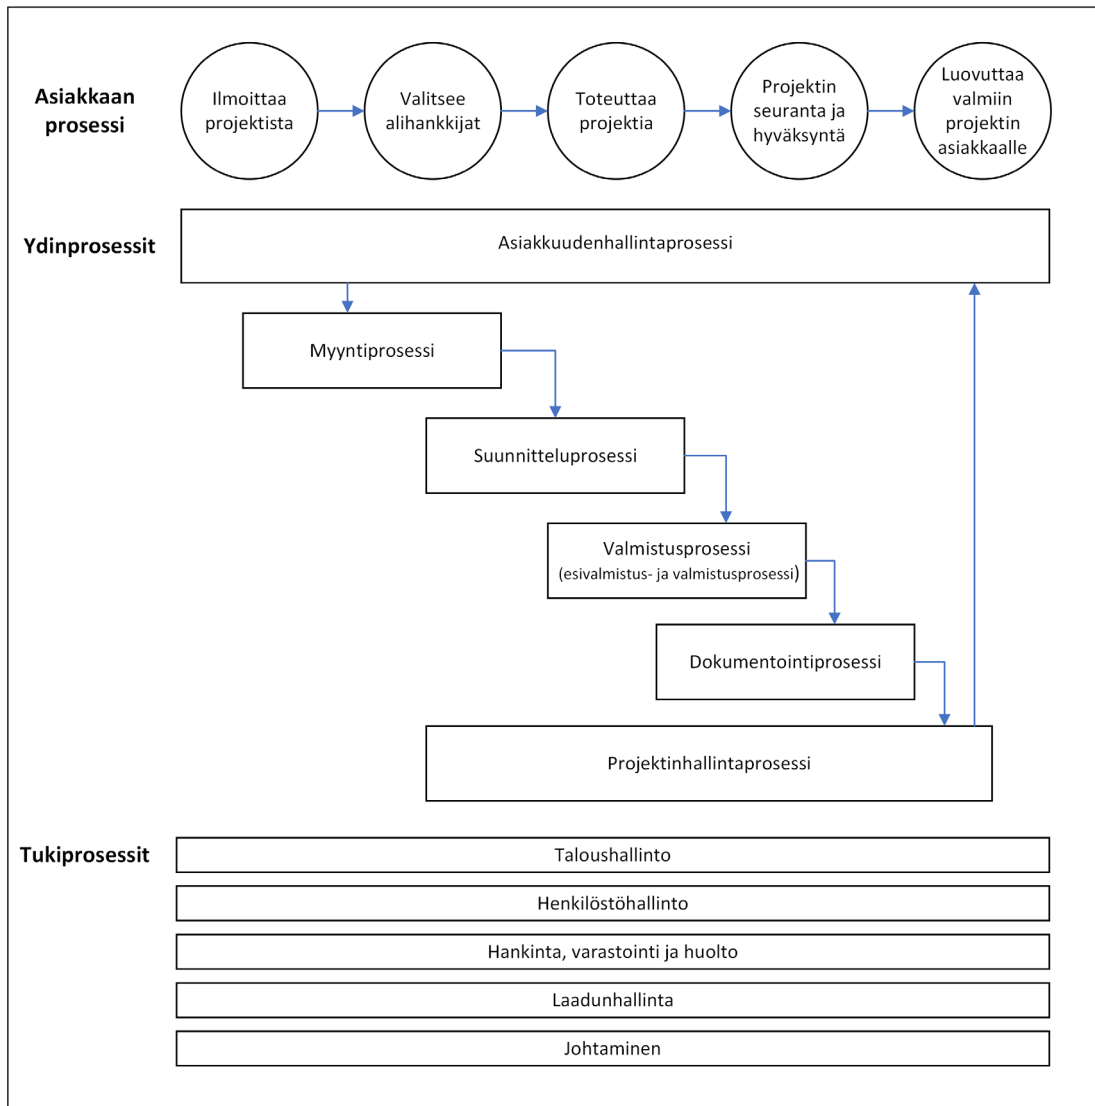 Asiakkaan
prosessi
Ilmoittaa
projektista
Valitsee
alihankkijat
Toteuttaa
projektia
Projektin
seuranta ja
hyväksyntä
Luovuttaa
valmiin
projektin
asiakkaalle
Ydinprosessit
Asiakkuudenhallintaprosessi
Myyntiprosessi
Suunnitteluprosessi
Valmistusprosessi
(esivalmistus- ja valmistusprosessi)
Dokumentointiprosessi
Projektinhallintaprosessi
Tukiprosessit
Taloushallinto
Henkilöstöhallinto
Hankinta, varastointi ja huolto
Laadunhallinta
Johtaminen